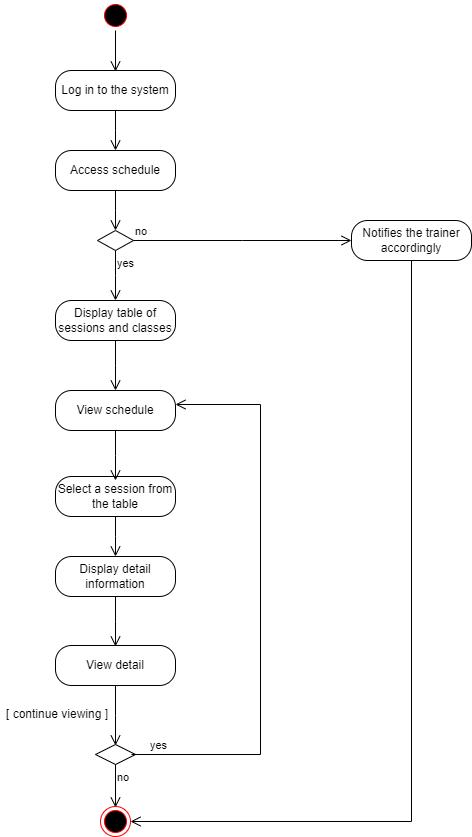 Log in to the system
Access schedule
no
Notifies the trainer
accordingly
yes
Display table of
sessions and classes
View schedule
Select a session from
the table
Display detail
information
View detail
[ continue viewing ]
yes
no